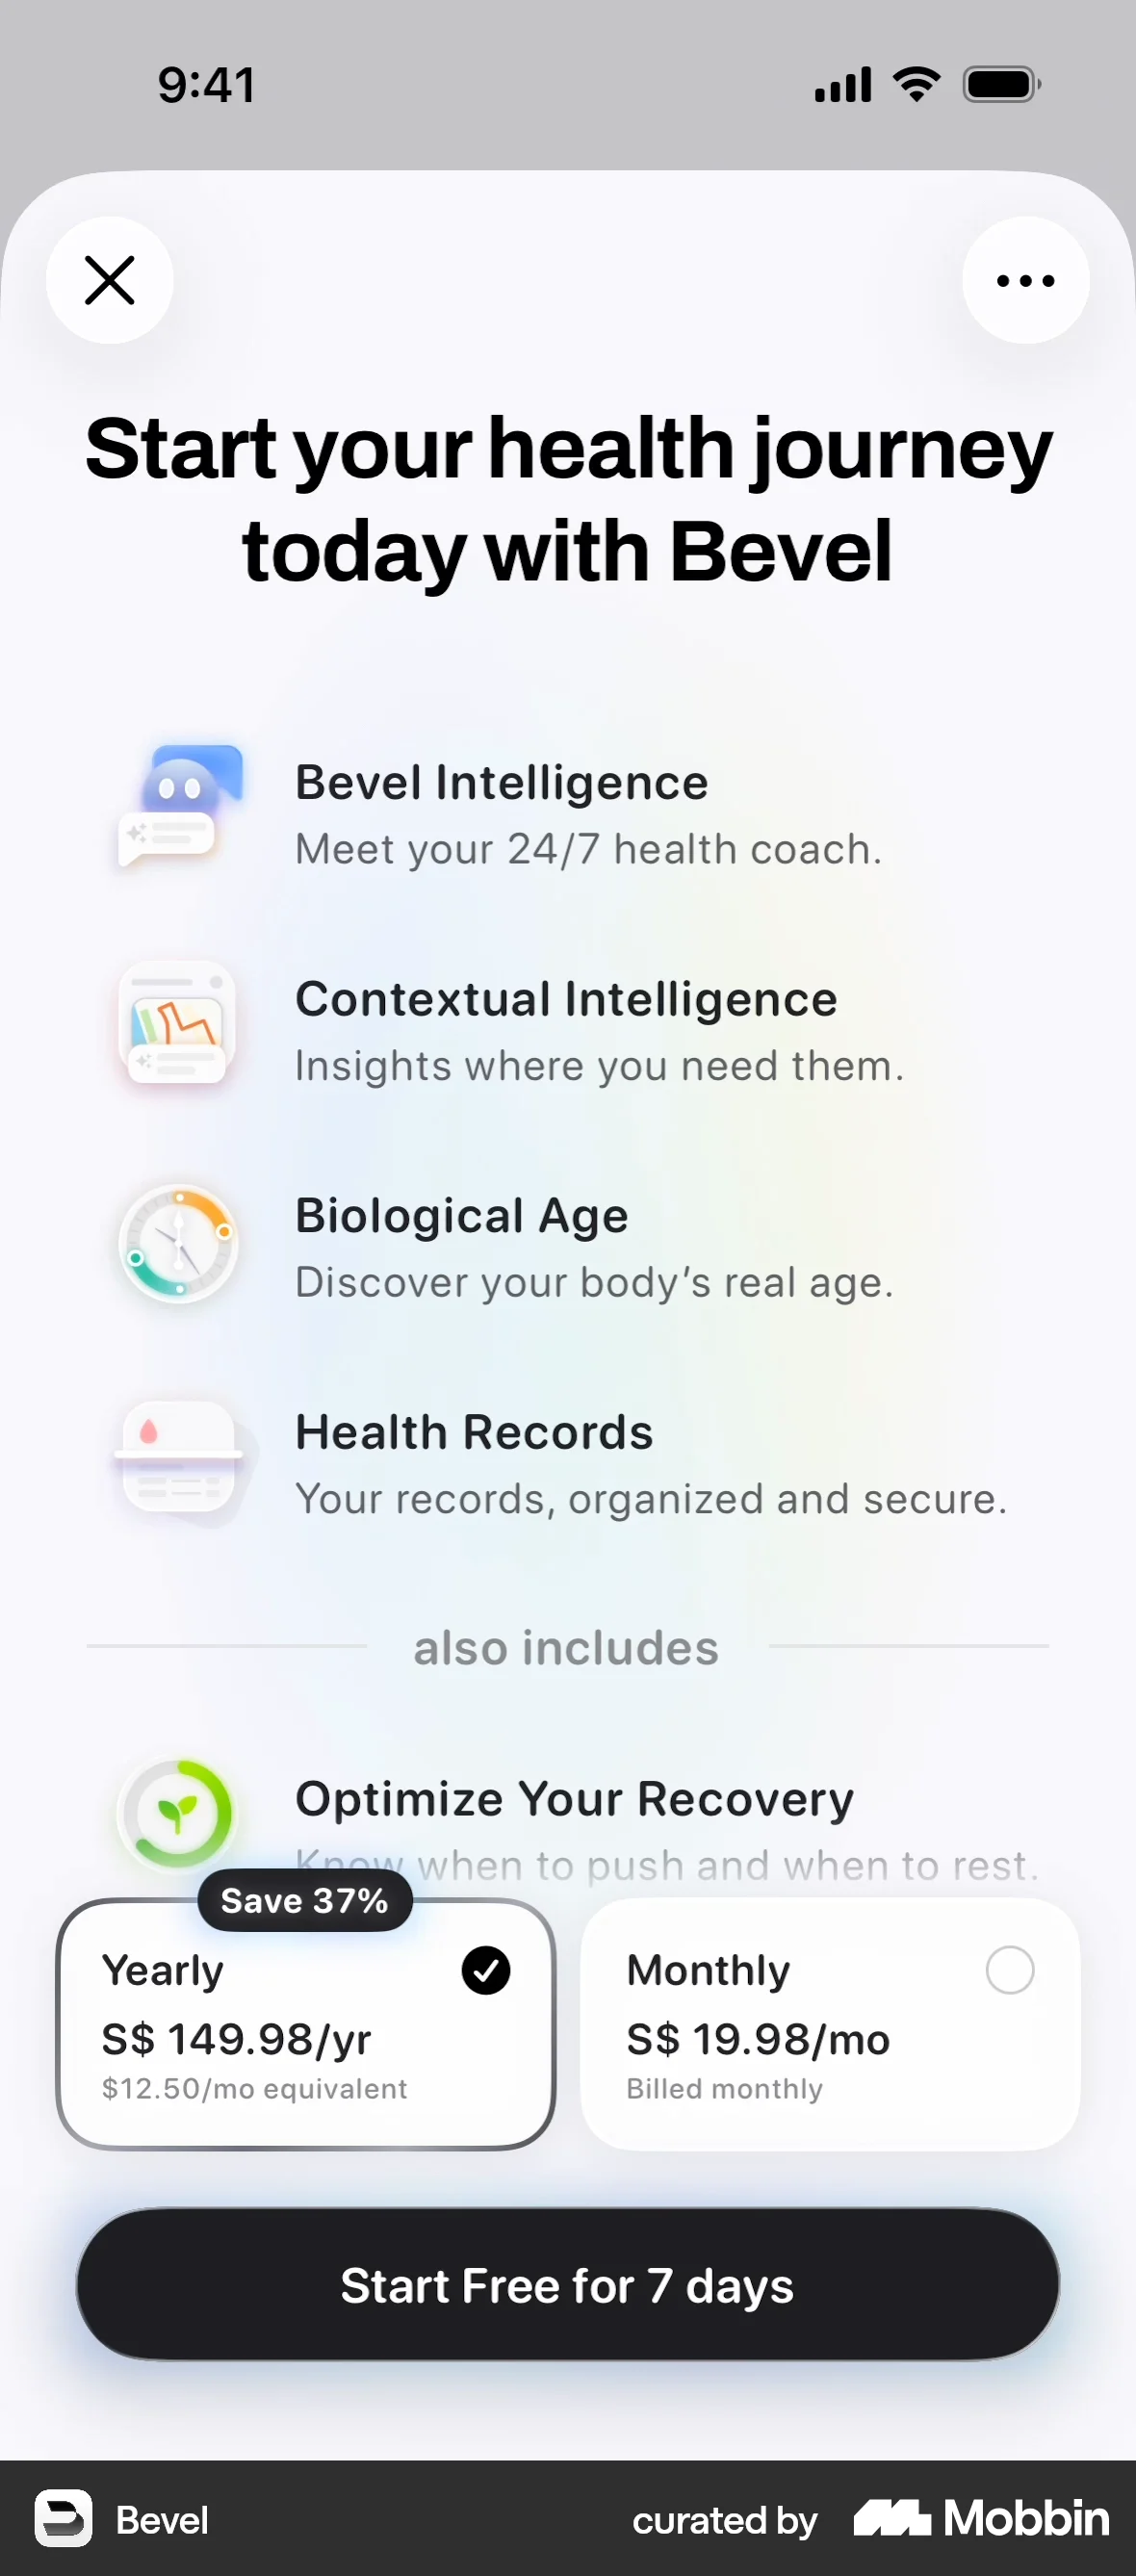 9:41
Start your health journey
today with Bevel
Bevel Intelligence
Meet your 24/7 health coach.
Contextual Intelligence
Insights where you need them.
Biological Age
Discover your body’s real age.
Health Records
Your records, organized and secure.
also includes
Optimize Your Recovery
Know when to push and when to rest.
Save 37%
Yearly
S$ 149.98/yr
$12.50/mo equivalent
Monthly
S$ 19.98/mo
Billed monthly
Start Free for 7 days
Bevel
curated by Mobbin